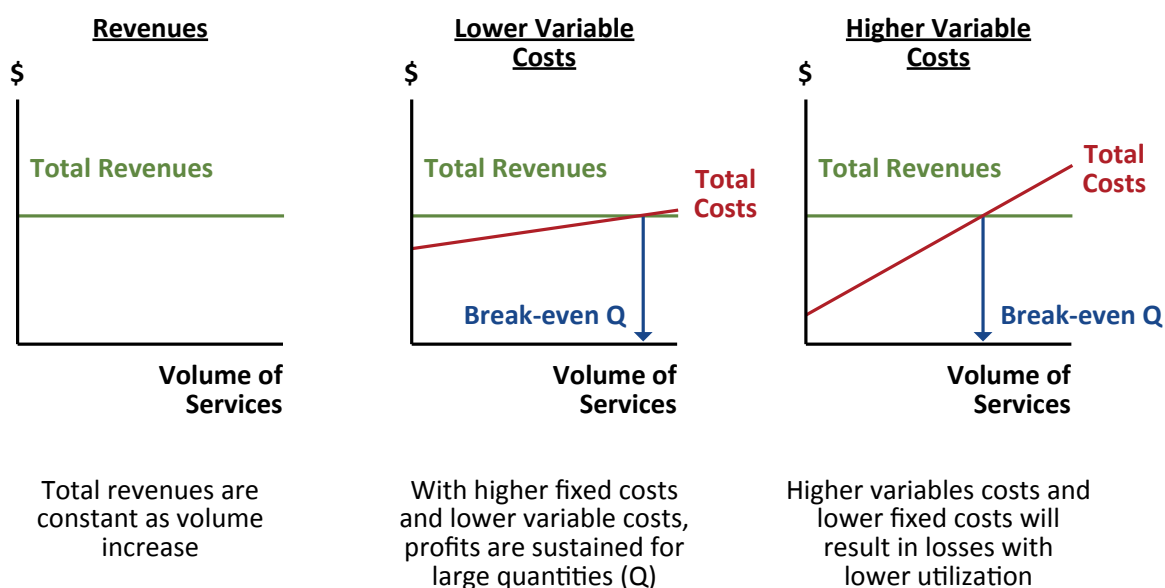 Revenues
$
Total Revenues
Volume of
Services
Total revenues are
constant as volume
increase
Lower Variable
Costs
$
Total Revenues
Total
Costs
Break-even Q
Volume of
Services
With higher fixed costs
and lower variable costs,
profits are sustained for
large quantities (Q)
Higher Variable
Costs
$
Total Revenues
Total
Costs
Break-even Q
Volume of
Services
Higher variables costs and
lower fixed costs will
result in losses with
lower utilization